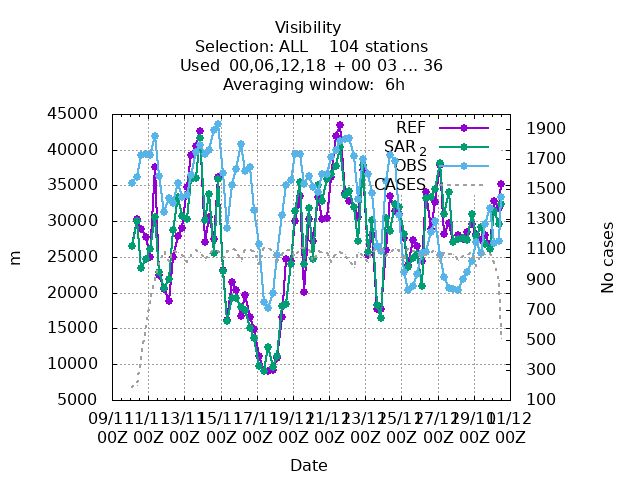 Visibility
Selection: ALL    104 stations
Used  00,06,12,18 + 00 03 ... 36
Averaging window:  6h
45000
40000
35000
30000
25000
20000
15000
10000
5000
m
1900
1700
1500
1300
1100
900
700
500
300
100
No cases
REF
SAR 2
OBS
CASES
09/11 11/11 13/11 15/11 17/11 19/11 21/11 23/11 25/11 27/11 29/11 01/12
00Z 00Z 00Z 00Z 00Z 00Z 00Z 00Z 00Z 00Z 00Z 00Z
Date